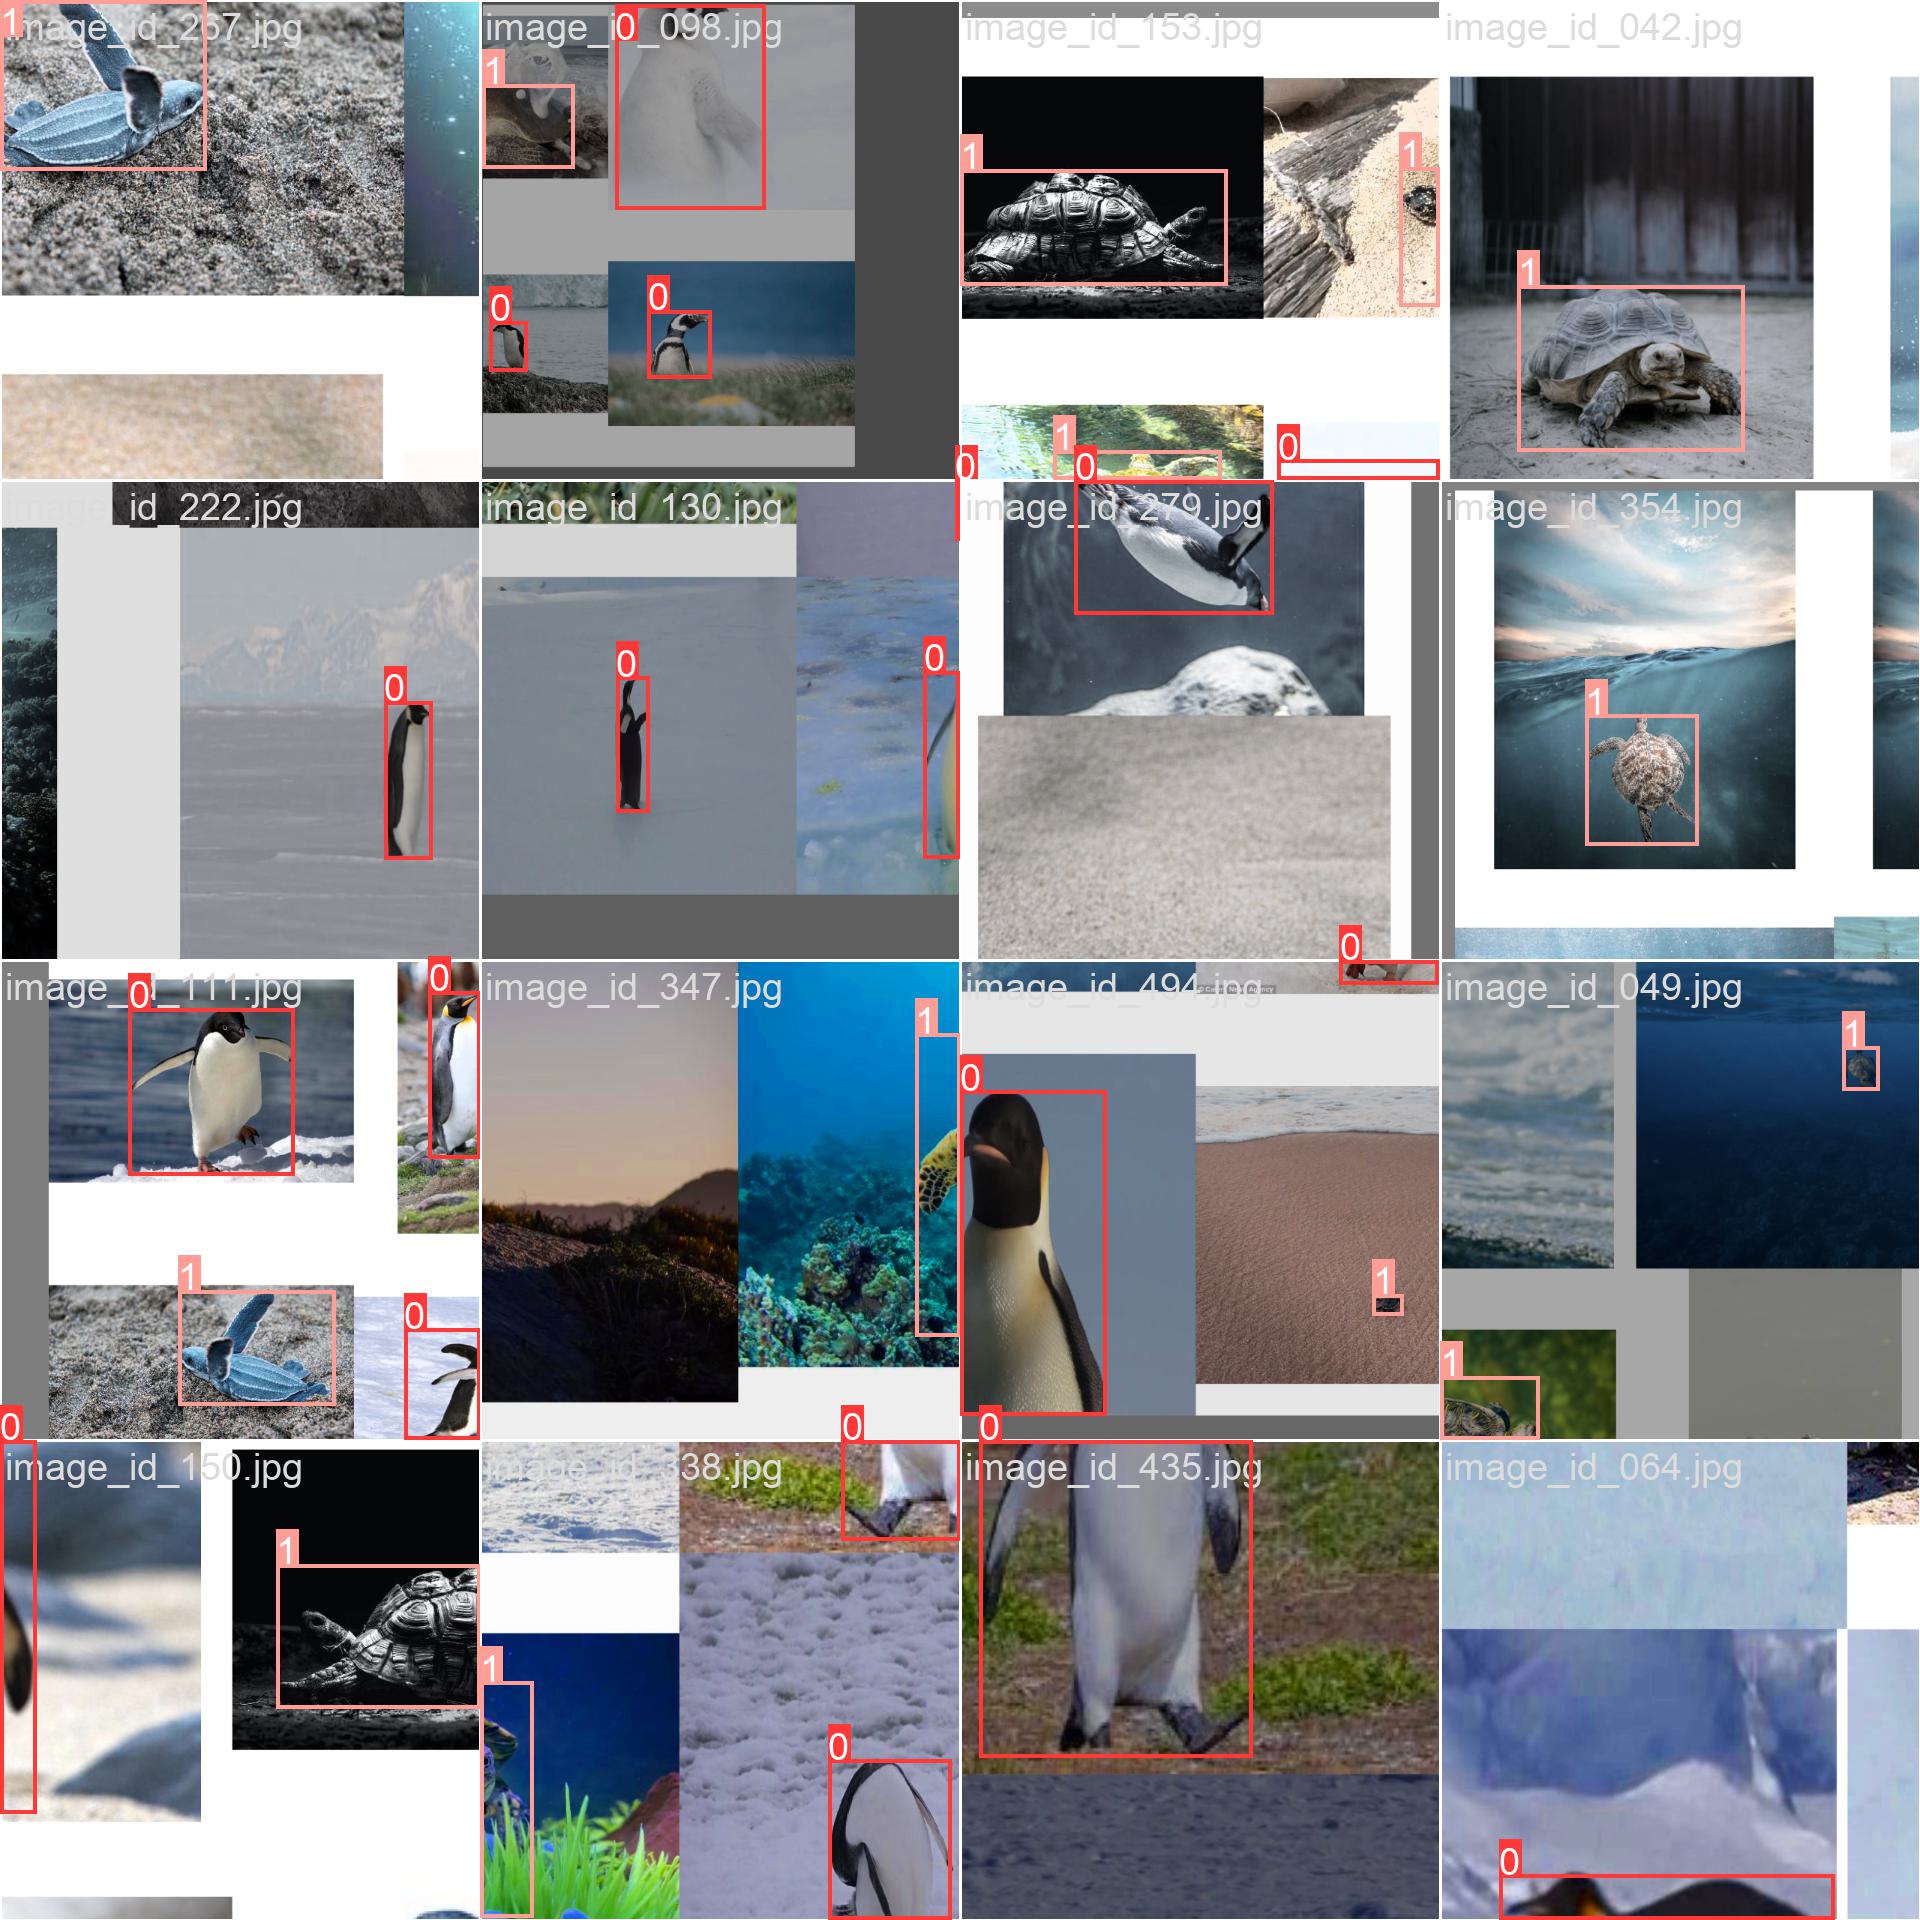 1
image_id_267.jpg
image_id_098.jpg
0
1
0
0
image_id_153.jpg
1
1
1
0
0
0
image_id_042.jpg
1
id_222.jpg
0
image_id_130.jpg
0
0
image_id_279.jpg
0
0
image_id_354.jpg
1
image_id_111.jpg
0
0
1
0
image_id_347.jpg
1
0
image_id_494.jpg
0
1
image_id_049.jpg
1
1
0
image_id_150.jpg
1
image_id_338.jpg
1
0
0
image_id_435.jpg
image_id_064.jpg
0